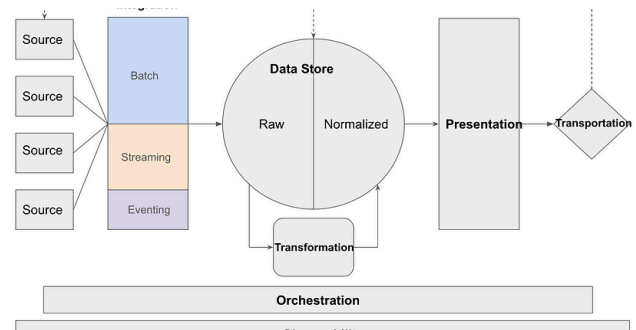 Source
Source
Source
Source
Batch
Streaming
Eventing
Data Store
Raw
Normalized
Transformation
Presentation
Transportation
Orchestration